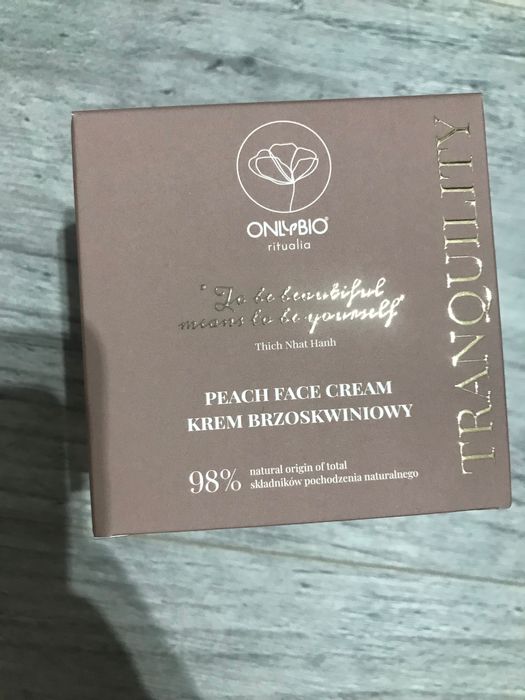 ONLYBIO®
ritualia
"To be beautiful
means to be yourself"
Thich Nhat Hanh
PEACH FACE CREAM
KREM BRZOSKWINIOWY
98% natural origin of total
składników pochodzenia naturalnego
TRANQUILITY